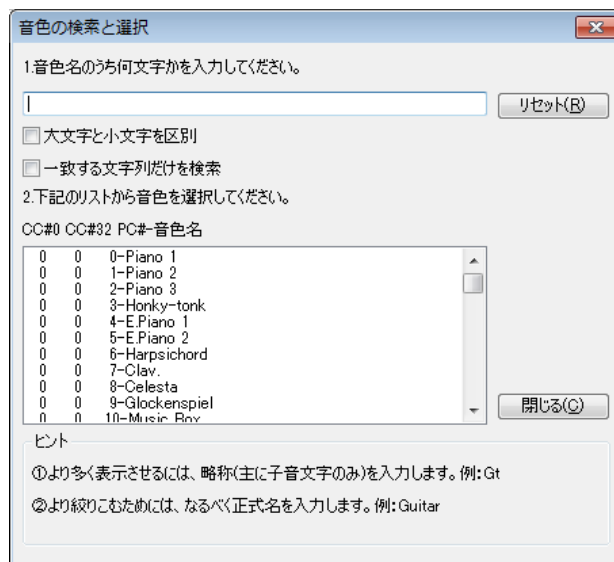 音色の検索と選択
1.音色名のうち何文字かを入力してください。
リセット(R)
大文字と小文字を区別
一致する文字列だけを検索
2.下記のリストから音色を選択してください。
CC#0 CC#32 PC#-音色名
0 0 0-Piano 1
0 0 1-Piano 2
0 0 2-Piano 3
0 0 3-Honky-tonk
0 0 4-E.Piano 1
0 0 5-E.Piano 2
0 0 6-Harpsichord
0 0 7-Clav.
0 0 8-Celesta
0 0 9-Glockenspiel
0 0 10-Music Box
閉じる(C)
ヒント
①より多く表示させるには、略称(主に子音文字のみ)を入力します。例:Gt
②より絞りこむためには、なるべく正式名を入力します。例:Guitar